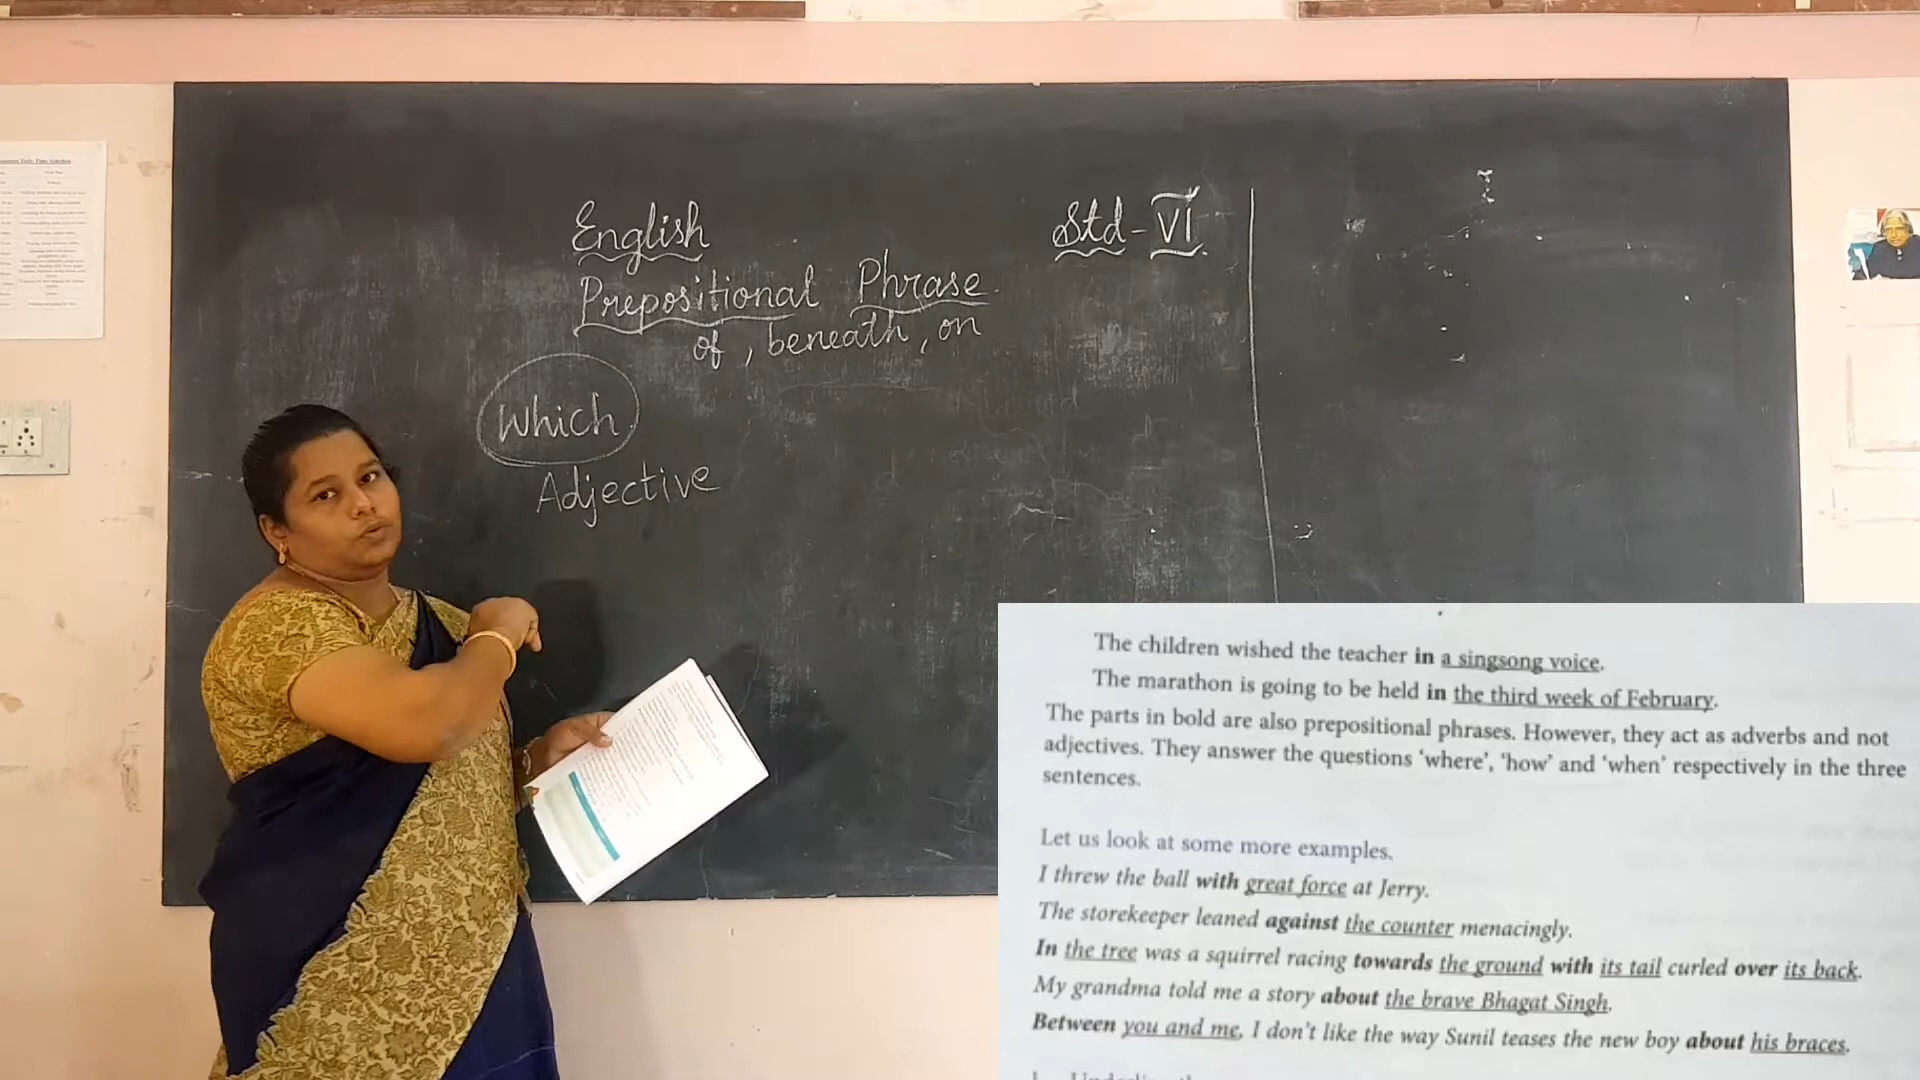 English
Std - VI.
Prepositional Phrase.
of, beneath, on
Which
Adjective
The children wished the teacher in a singsong voice.
The marathon is going to be held in the third week of February.
The parts in bold are also prepositional phrases. However, they act as adverbs and not
adjectives. They answer the questions ‘where’, ‘how’ and ‘when’ respectively in the three
sentences.
Let us look at some more examples.
I threw the ball with great force at Jerry.
The storekeeper leaned against the counter menacingly.
In the tree was a squirrel racing towards the ground with its tail curled over its back.
My grandma told me a story about the brave Bhagat Singh.
Between you and me, I don’t like the way Sunil teases the new boy about his braces.